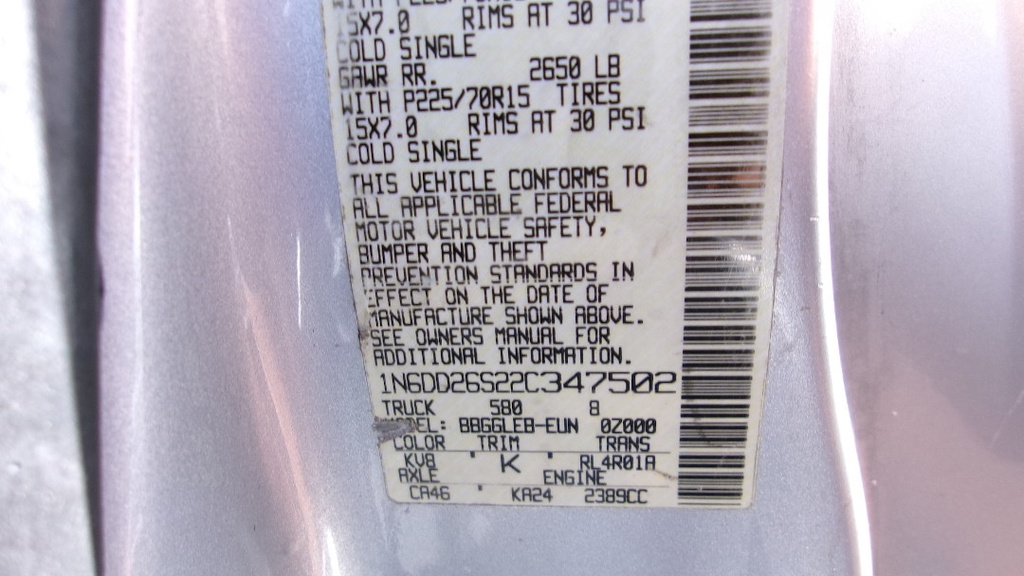 15X7.0 RIMS AT 30 PSI
COLD SINGLE
GAWR RR. 2650 LB
WITH P225/70R15 TIRES
15X7.0 RIMS AT 30 PSI
COLD SINGLE
THIS VEHICLE CONFORMS TO
ALL APPLICABLE FEDERAL
MOTOR VEHICLE SAFETY,
BUMPER AND THEFT
PREVENTION STANDARDS IN
EFFECT ON THE DATE OF
MANUFACTURE SHOWN ABOVE.
SEE OWNERS MANUAL FOR
ADDITIONAL INFORMATION.
1N6DD26S22C347502
TRUCK 580 8
MODEL: BBGGLEB-EUN 0Z000
COLOR TRIM TRANS
KV8 ' K ' RL4R01A
AXLE ENGINE
CA46 ' KA24 2389CC